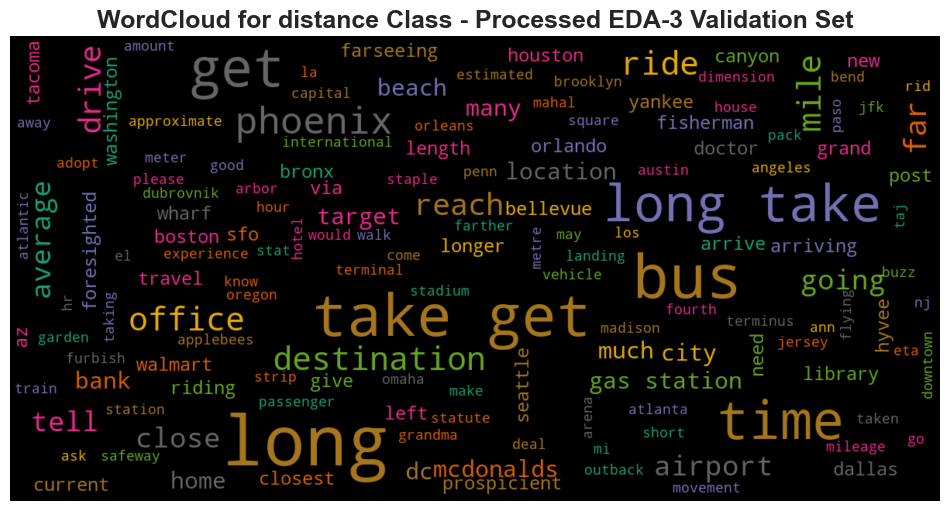 WordCloud for distance Class - Processed EDA-3 Validation Set
tacoma
amount
get
la
farseeing
houston
ride
canyon
new
drive
washington
capital
estimated
beach
brooklyn
dimension
mile
bend
rid
away
approximate
phoenix
many
mahal
yankee
house
paso
jfk
far
orleans
square
fisherman
pack
international
adopt
meter
good
length
orlando
doctor
grand
please
bronx
via
penn
location
austin
angeles
post
atlantic
average
foresighted
dubrovnik
arbor
staple
reach
long take
taj
wharf
hour
target
bellevue
boston
sfo
hotel
would
walk
farther
metre
may
los
arrive
arriving
el
experience
stat
come
longer
landing
travel
know
terminal
vehicle
going
buzz
hr
taking
oregon
stadium
bus
az
office
take get
fourth
terminus
flying
nj
garden
applebees
madison
ann
jersey
hyvee
eta
furbish
walmart
destination
seattle
much
city
need
downtown
train
bank
riding
strip
give
omaha
make
gas station
library
passenger
station
tell
left
statute
arena
atlanta
time
taken
close
long
grandma
deal
short
mileage
go
ask
safeway
mi
current
home
closest
dc
mcdonalds
prospicient
outback
airport
movement
dallas